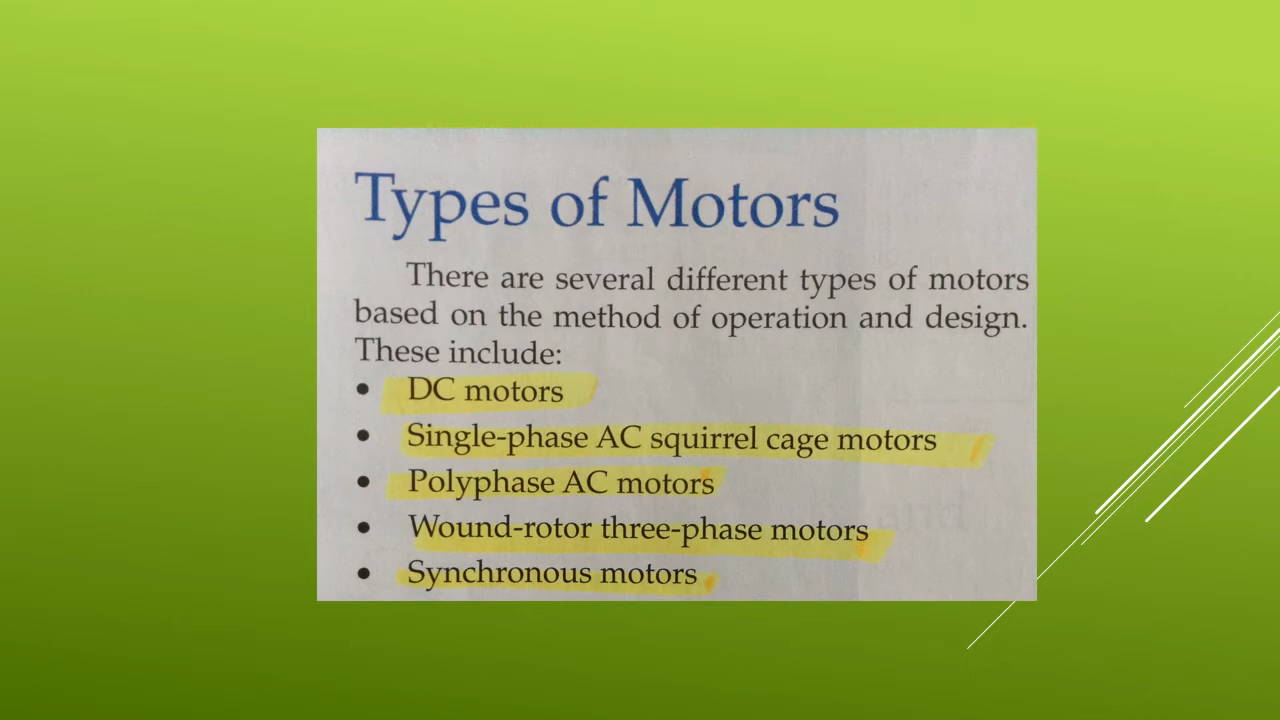 Types of Motors
There are several different types of motors
based on the method of operation and design.
These include:
• DC motors
• Single-phase AC squirrel cage motors
• Polyphase AC motors
• Wound-rotor three-phase motors
• Synchronous motors